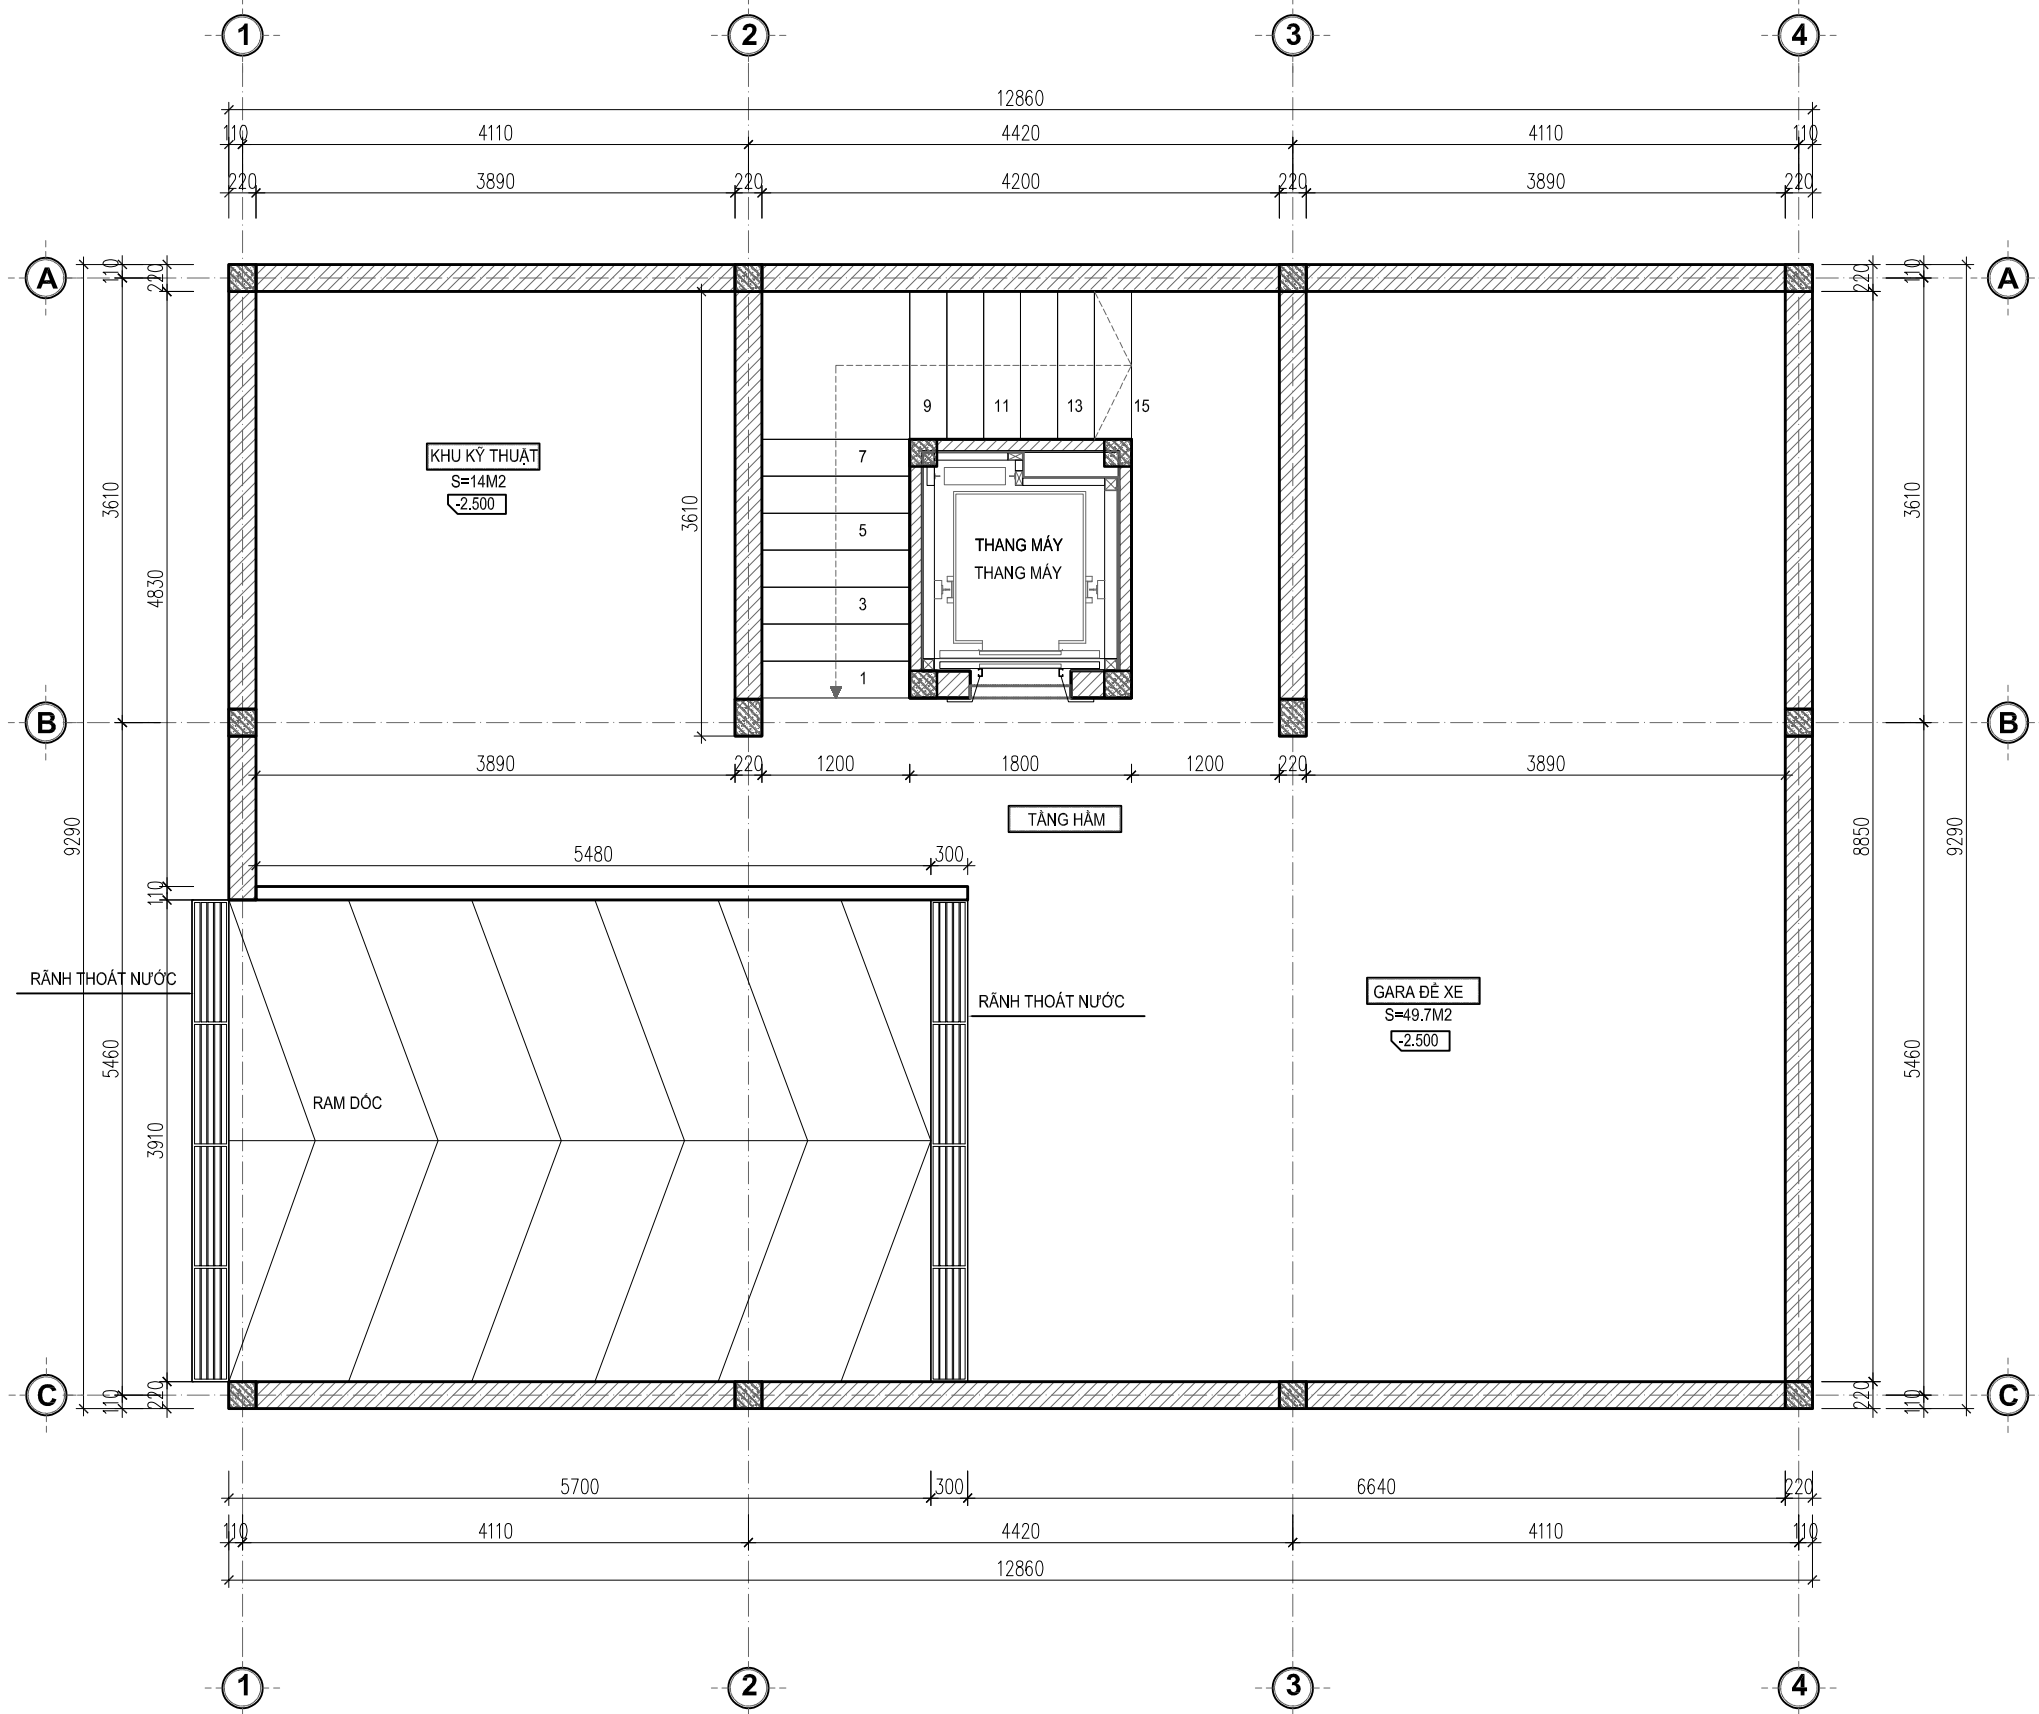 1 2 3 4
12860
110 4110 4420 4110 110
220 3890 220 4200 220 3890 220
A 110 220 220 110 A
9 11 13 15
KHU KỸ THUẬT
S=14M2
-2.500
7
3610 3610 3610
5
THANG MÁY
THANG MÁY
4830
3
1
B B
3890 220 1200 1800 1200 220 3890
TẦNG HẦM
9290 8850 9290
5480 300
110
RÃNH THOÁT NƯỚC
RÃNH THOÁT NƯỚC
GARA ĐỂ XE
S=49.7M2
-2.500
5460 5460
RAM DỐC
3910
C 110 220 220 110 C
5700 300 6640 220
110 4110 4420 4110 110
12860
1 2 3 4